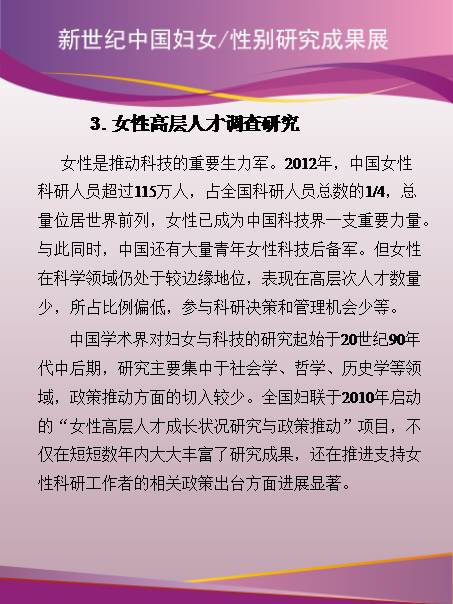 新世纪中国妇女/性别研究成果展
3. 女性高层人才调查研究
女性是推动科技的重要生力军。2012年，中国女性
科研人员超过115万人，占全国科研人员总数的1/4，总
量位居世界前列，女性已成为中国科技界一支重要力量。
与此同时，中国还有大量青年女性科技后备军。但女性
在科学领域仍处于较边缘地位，表现在高层次人才数量
少，所占比例偏低，参与科研决策和管理机会少等。
中国学术界对妇女与科技的研究起始于20世纪90年
代中后期，研究主要集中于社会学、哲学、历史学等领
域，政策推动方面的切入较少。全国妇联于2010年启动
的“女性高层人才成长状况研究与政策推动”项目，不
仅在短短数年内大大丰富了研究成果，还在推进支持女
性科研工作者的相关政策出台方面进展显著。